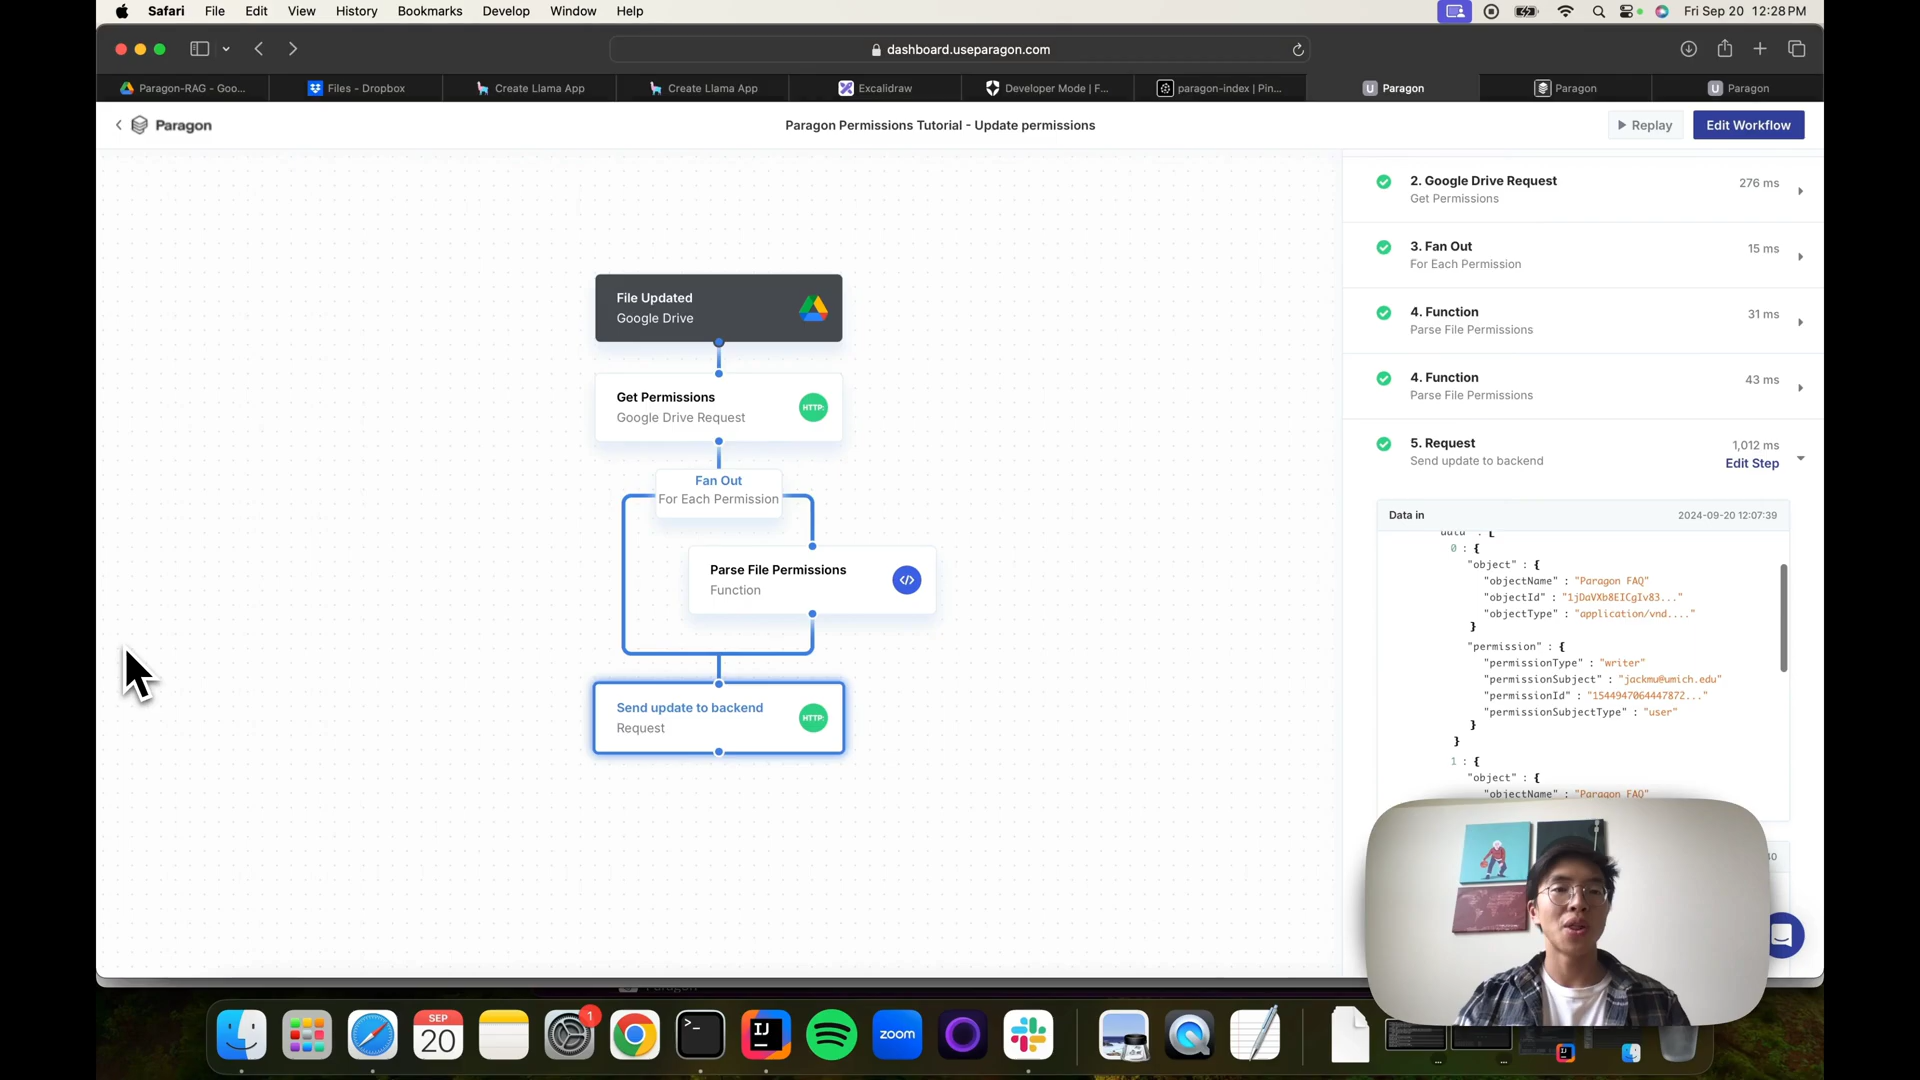 Safari File Edit View History Bookmarks Develop Window Help Fri Sep 20 12:28 PM
dashboard.useparagon.com
Paragon-RAG - Goo... Files - Dropbox Create Llama App Create Llama App Excalidraw Developer Mode | F... paragon-index | Pin... Paragon Paragon Paragon
Paragon Paragon Permissions Tutorial - Update permissions Replay Edit Workflow
File Updated
Google Drive
Get Permissions
Google Drive Request
HTTP:
Fan Out
For Each Permission
Parse File Permissions
Function
</>
Send update to backend
Request
HTTP:
2. Google Drive Request 276 ms
Get Permissions
3. Fan Out 15 ms
For Each Permission
4. Function 31 ms
Parse File Permissions
4. Function 43 ms
Parse File Permissions
5. Request 1,012 ms
Send update to backend Edit Step
Data in 2024-09-20 12:07:39
"data" : [
0 : {
"object" : {
"objectName" : "Paragon FAQ"
"objectId" : "1jDaVXb8EICgIv83..."
"objectType" : "application/vnd...."
}
"permission" : {
"permissionType" : "writer"
"permissionSubject" : "jackmu@umich.edu"
"permissionId" : "1544947064447872..."
"permissionSubjectType" : "user"
}
}
1 : {
"object" : {
"objectName" : "Paragon FAQ"
40
SEP
20
1
>_
IJ
zoom